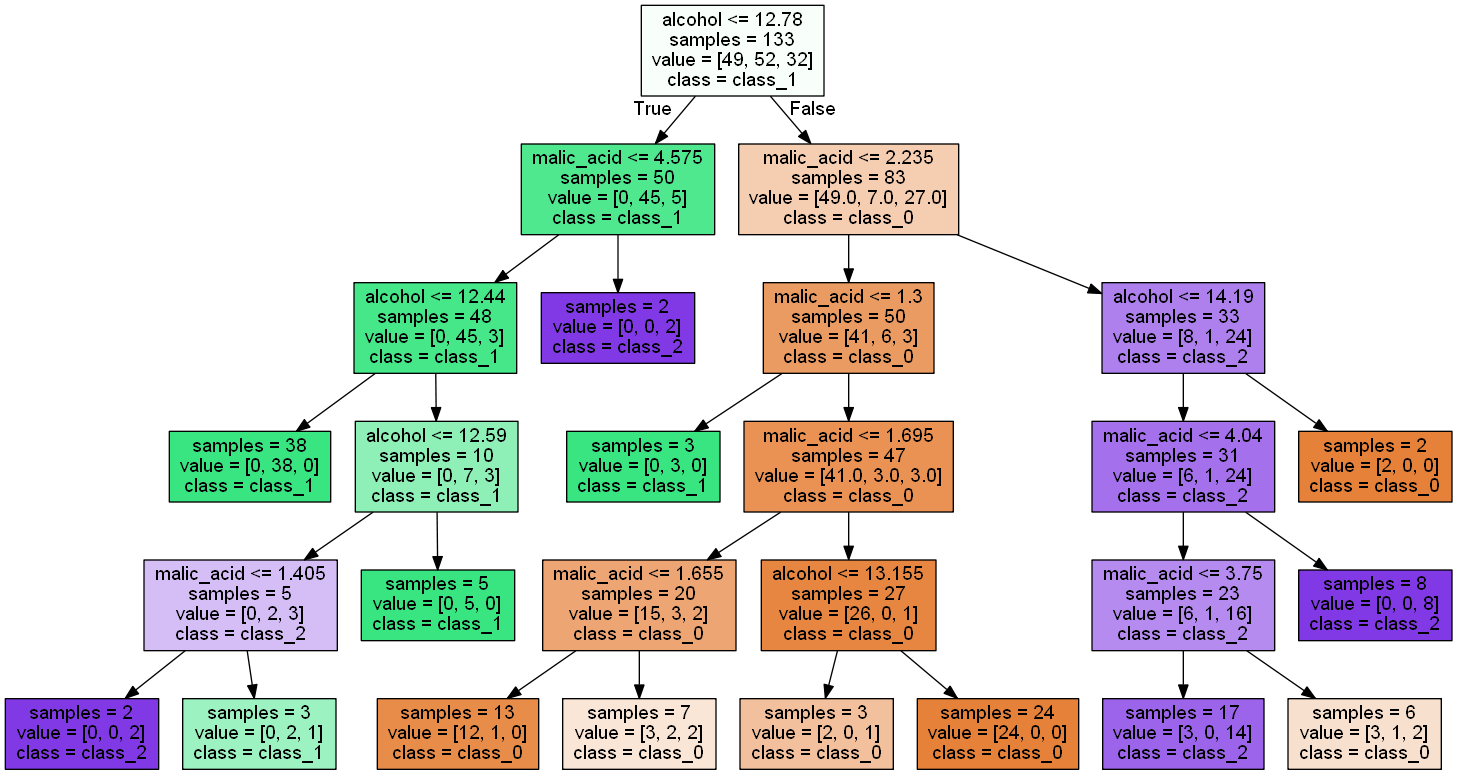 alcohol <= 12.78
samples = 133
value = [49, 52, 32]
class = class_1
True
False
malic_acid <= 4.575
samples = 50
value = [0, 45, 5]
class = class_1
malic_acid <= 2.235
samples = 83
value = [49.0, 7.0, 27.0]
class = class_0
alcohol <= 12.44
samples = 48
value = [0, 45, 3]
class = class_1
samples = 2
value = [0, 0, 2]
class = class_2
malic_acid <= 1.3
samples = 50
value = [41, 6, 3]
class = class_0
alcohol <= 14.19
samples = 33
value = [8, 1, 24]
class = class_2
samples = 38
value = [0, 38, 0]
class = class_1
alcohol <= 12.59
samples = 10
value = [0, 7, 3]
class = class_1
samples = 3
value = [0, 3, 0]
class = class_1
malic_acid <= 1.695
samples = 47
value = [41.0, 3.0, 3.0]
class = class_0
malic_acid <= 4.04
samples = 31
value = [6, 1, 24]
class = class_2
samples = 2
value = [2, 0, 0]
class = class_0
malic_acid <= 1.405
samples = 5
value = [0, 2, 3]
class = class_2
samples = 5
value = [0, 5, 0]
class = class_1
malic_acid <= 1.655
samples = 20
value = [15, 3, 2]
class = class_0
alcohol <= 13.155
samples = 27
value = [26, 0, 1]
class = class_0
malic_acid <= 3.75
samples = 23
value = [6, 1, 16]
class = class_2
samples = 8
value = [0, 0, 8]
class = class_2
samples = 2
value = [0, 0, 2]
class = class_2
samples = 3
value = [0, 2, 1]
class = class_1
samples = 13
value = [12, 1, 0]
class = class_0
samples = 7
value = [3, 2, 2]
class = class_0
samples = 3
value = [2, 0, 1]
class = class_0
samples = 24
value = [24, 0, 0]
class = class_0
samples = 17
value = [3, 0, 14]
class = class_2
samples = 6
value = [3, 1, 2]
class = class_0